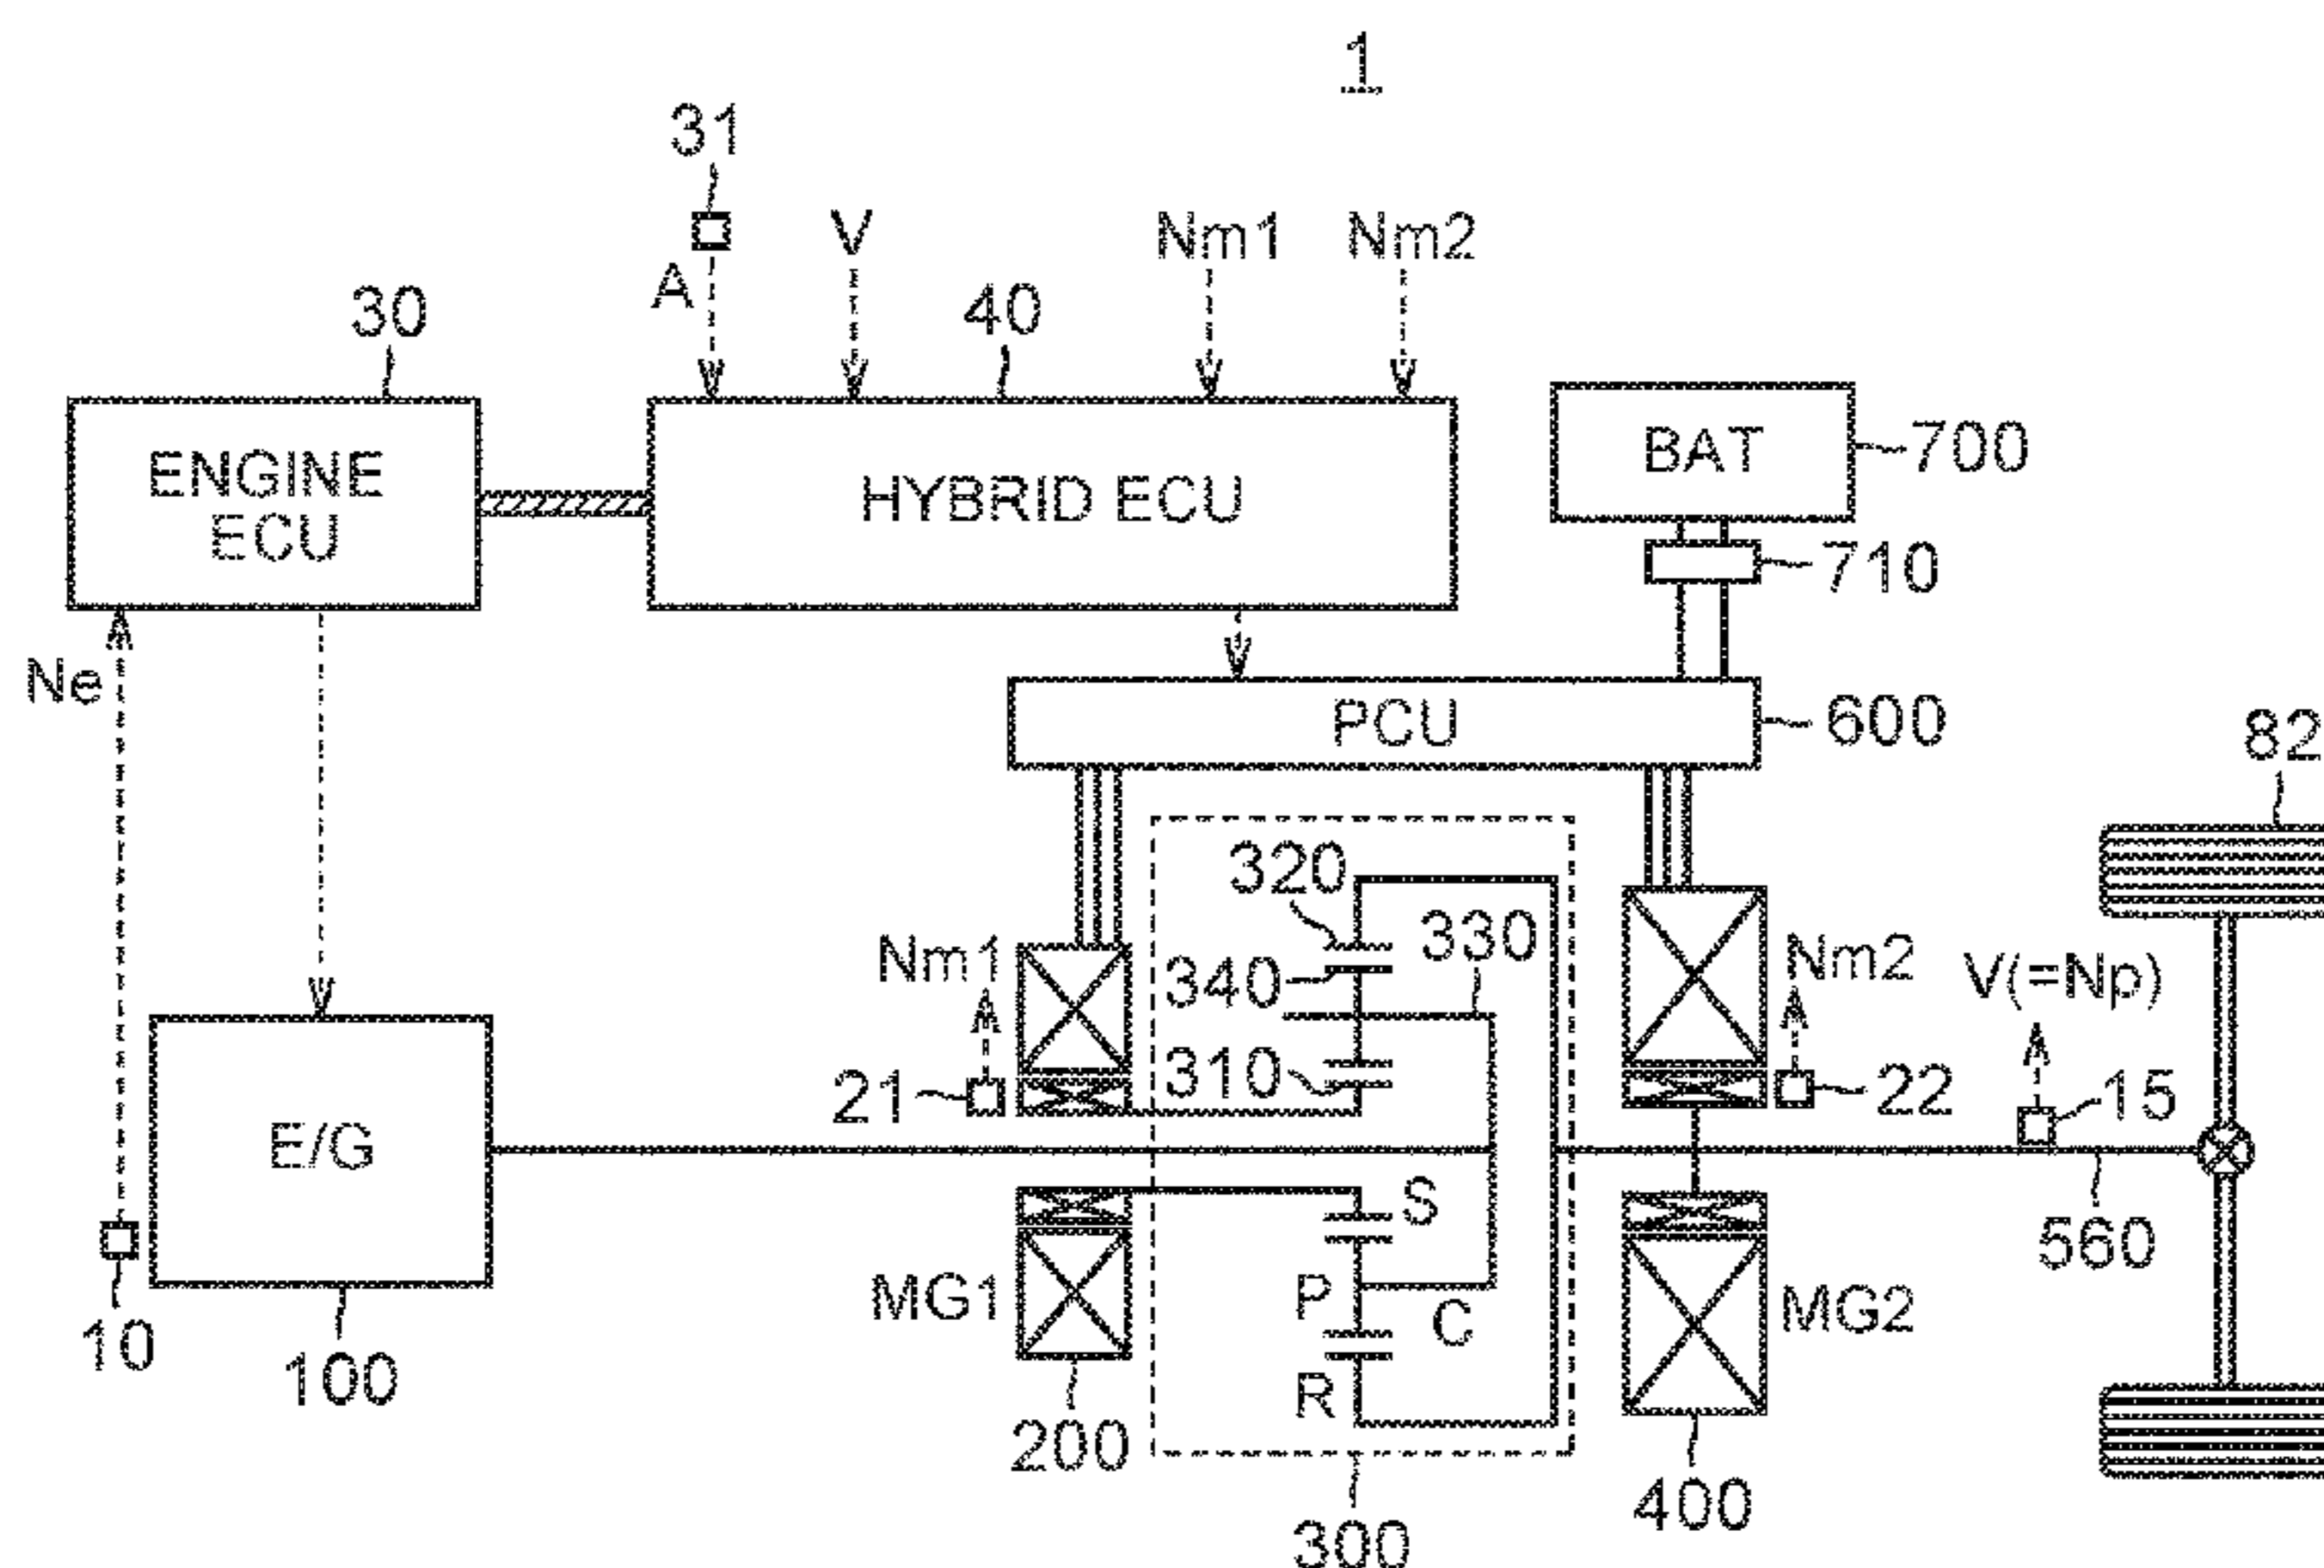 1
31
V
Nm1
Nm2
A
30
40
ENGINE
ECU
HYBRID ECU
BAT
700
710
Ne
PCU
600
82
320
330
Nm1
340
Nm2
V(=Np)
310
21
22
15
E/G
S
560
MG1
P
C
MG2
10
100
R
200
400
300